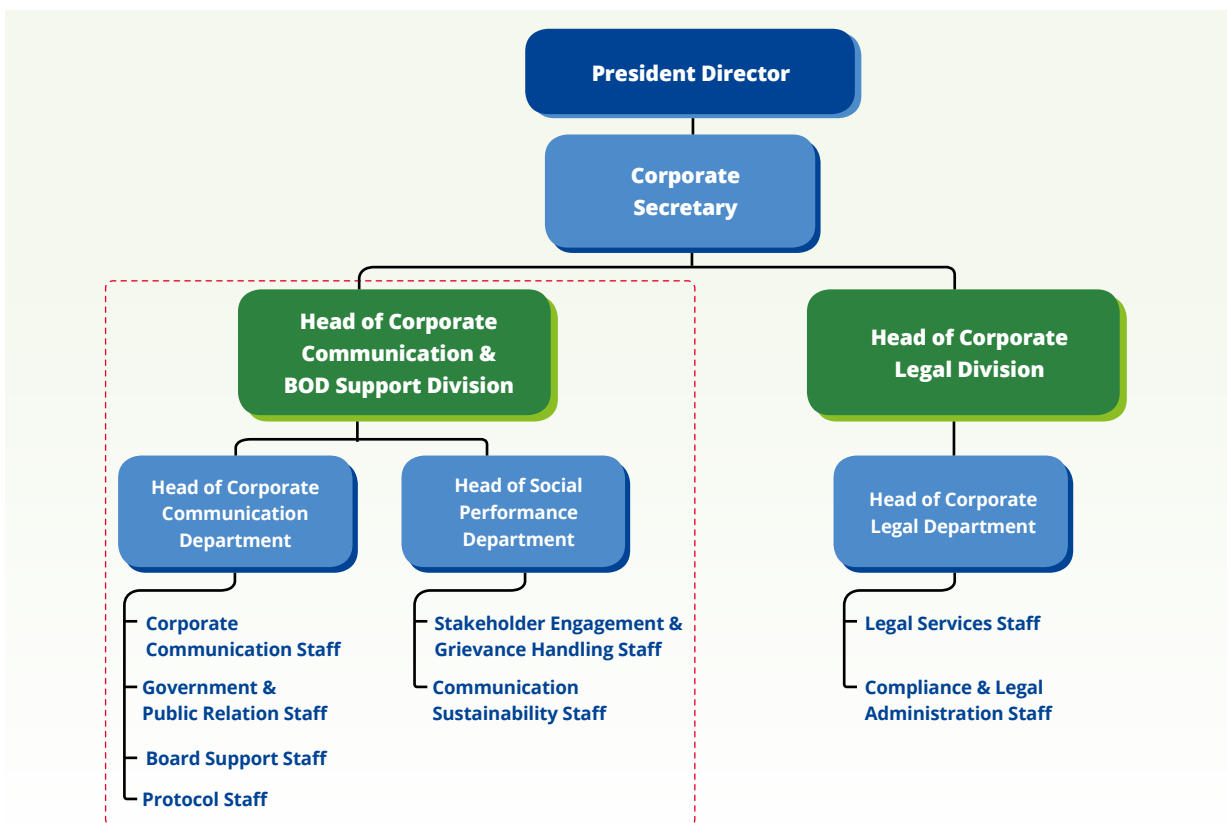 President Director
Corporate
Secretary
Head of Corporate
Communication &
BOD Support Division
Head of Corporate
Legal Division
Head of Corporate
Communication
Department
Head of Social
Performance
Department
Head of Corporate
Legal Department
Corporate
Communication Staff
Government &
Public Relation Staff
Board Support Staff
Protocol Staff
Stakeholder Engagement &
Grievance Handling Staff
Communication
Sustainability Staff
Legal Services Staff
Compliance & Legal
Administration Staff